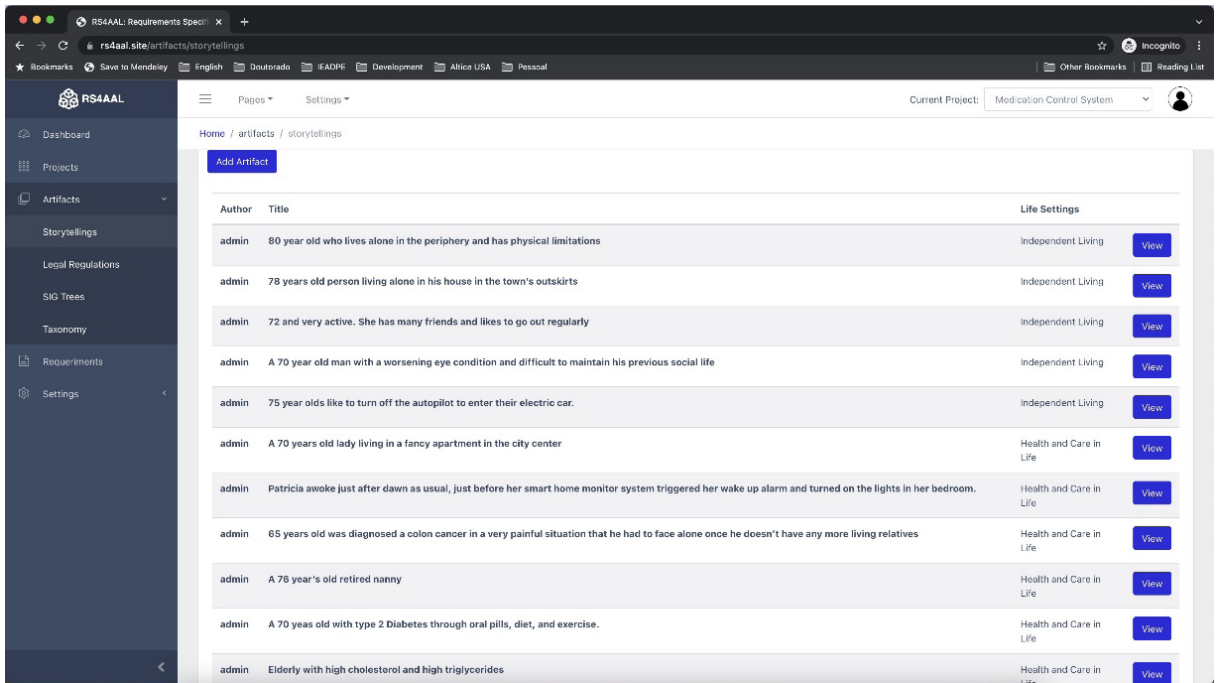 RS4AAL: Requirements Specifi
rs4aal.site/artifacts/storytellings
Incognito
Bookmarks Save to Mendeley English Doutorado IEADPE Development Altice USA Pessoal Other Bookmarks Reading List
RS4AAL
Pages Settings Current Project: Medication Control System
Home / artifacts / storytellings
Dashboard
Projects
Artifacts
Storytellings
Legal Regulations
SIG Trees
Taxonomy
Requeriments
Settings
Add Artifact
Author Title Life Settings
admin 80 year old who lives alone in the periphery and has physical limitations Independent Living View
admin 78 years old person living alone in his house in the town's outskirts Independent Living View
admin 72 and very active. She has many friends and likes to go out regularly Independent Living View
admin A 70 year old man with a worsening eye condition and difficult to maintain his previous social life Independent Living View
admin 75 year olds like to turn off the autopilot to enter their electric car. Independent Living View
admin A 70 years old lady living in a fancy apartment in the city center Health and Care in View
Life
admin Patricia awoke just after dawn as usual, just before her smart home monitor system triggered her wake up alarm and turned on the lights in her bedroom. Health and Care in View
Life
admin 65 years old was diagnosed a colon cancer in a very painful situation that he had to face alone once he doesn't have any more living relatives Health and Care in View
Life
admin A 76 year's old retired nanny Health and Care in View
Life
admin A 70 yeas old with type 2 Diabetes through oral pills, diet, and exercise. Health and Care in View
Life
admin Elderly with high cholesterol and high triglycerides Health and Care in View